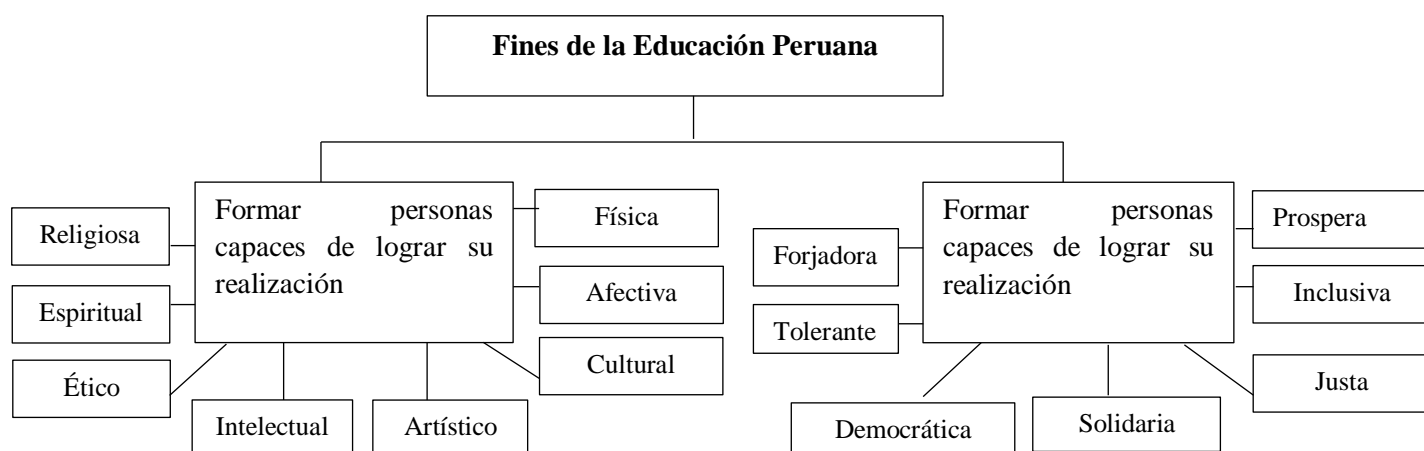 Fines de la Educación Peruana
Formar personas
capaces de lograr su
realización
Religiosa
Espiritual
Ético
Intelectual
Artístico
Física
Afectiva
Cultural
Formar personas
capaces de lograr su
realización
Forjadora
Tolerante
Democrática
Solidaria
Prospera
Inclusiva
Justa